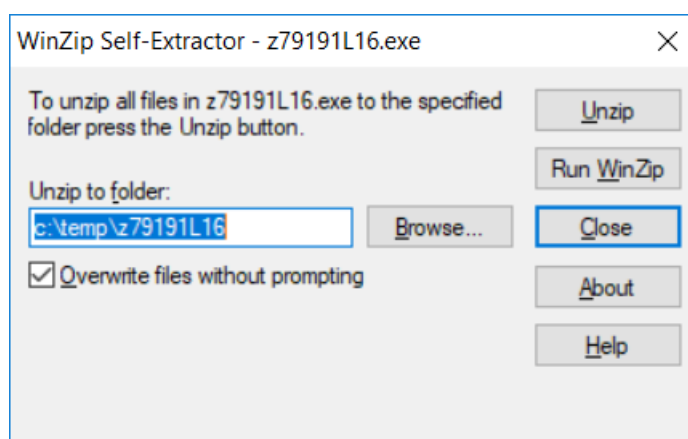 WinZip Self-Extractor - z79191L16.exe
To unzip all files in z79191L16.exe to the specified
folder press the Unzip button.
Unzip to folder:
c:\temp\z79191L16
Browse...
Overwrite files without prompting
Unzip
Run WinZip
Close
About
Help